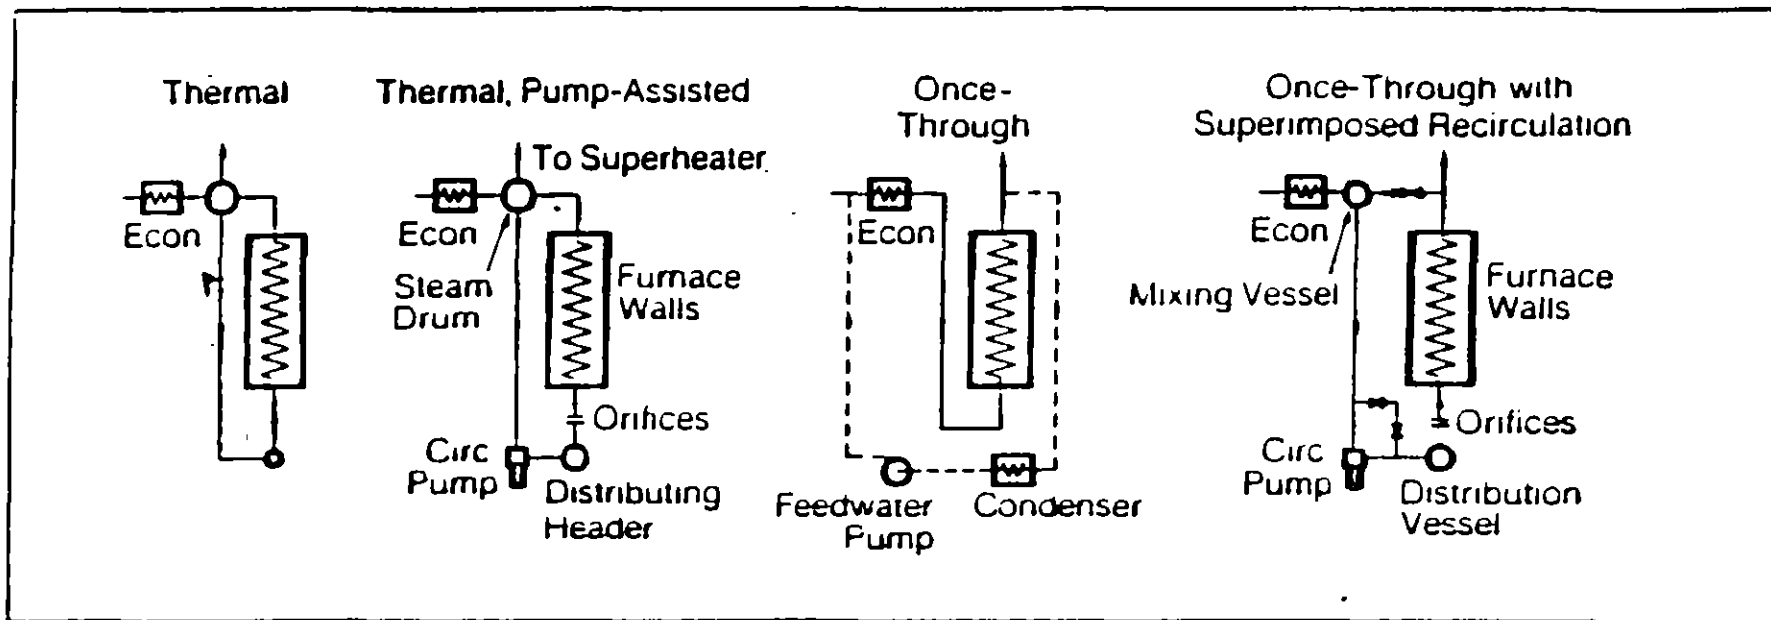 Thermal
Econ
Thermal, Pump-Assisted
To Superheater
Econ
Steam
Drum
Furnace
Walls
Orifices
Circ
Pump
Distributing
Header
Once-
Through
Econ
Feedwater
Pump
Condenser
Once-Through with
Superimposed Recirculation
Econ
Mixing Vessel
Furnace
Walls
Orifices
Circ
Pump
Distribution
Vessel